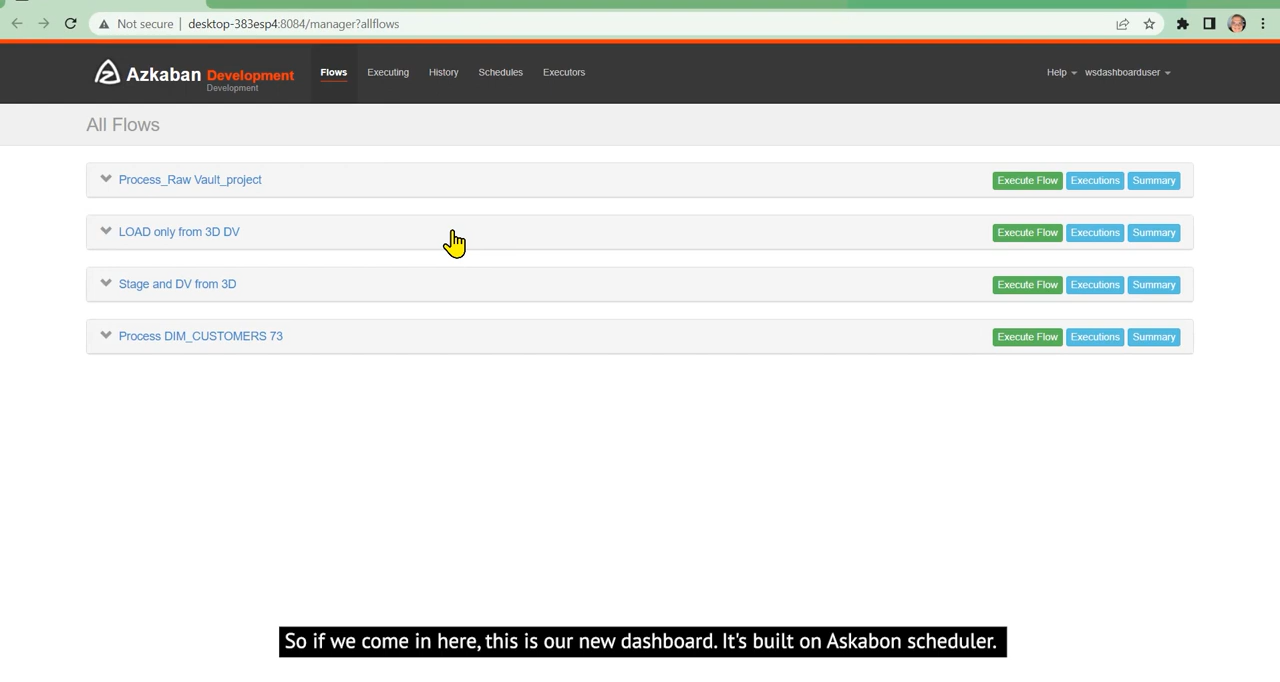 Not secure | desktop-383esp4:8084/manager?allflows
Azkaban Development Flows Executing History Schedules Executors Help wsdashboarduser
Development
All Flows
Process_Raw Vault_project Execute Flow Executions Summary
LOAD only from 3D DV Execute Flow Executions Summary
Stage and DV from 3D Execute Flow Executions Summary
Process DIM_CUSTOMERS 73 Execute Flow Executions Summary
So if we come in here, this is our new dashboard. It's built on Askabon scheduler.